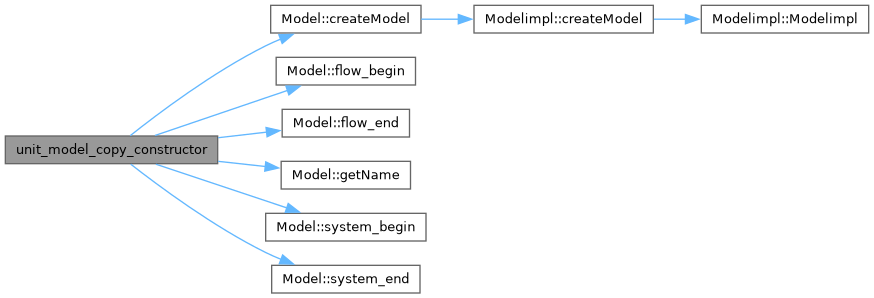 unit_model_copy_constructor
Model::createModel
Modelimpl::createModel
Modelimpl::Modelimpl
Model::flow_begin
Model::flow_end
Model::getName
Model::system_begin
Model::system_end